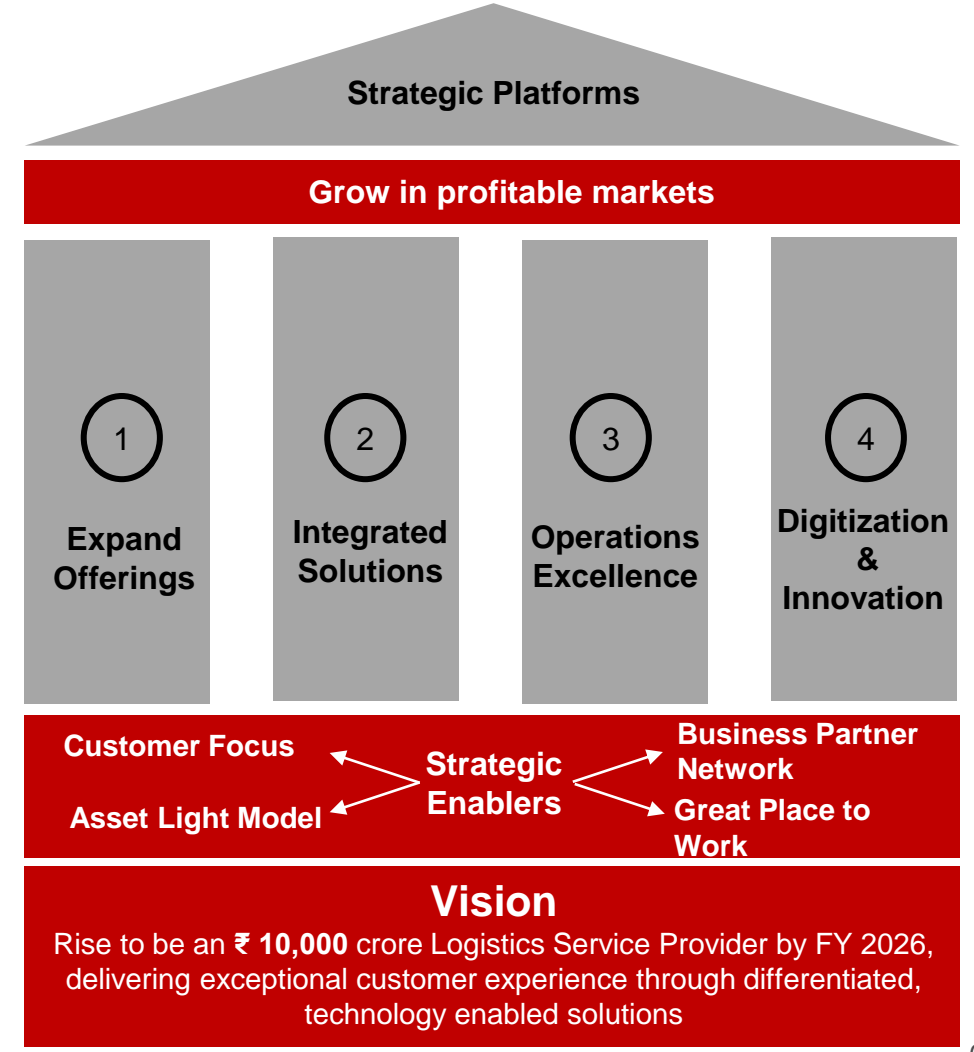 Strategic Platforms
Grow in profitable markets
1
Expand
Offerings
2
Integrated
Solutions
3
Operations
Excellence
4
Digitization
&
Innovation
Customer Focus
Asset Light Model
Strategic
Enablers
Business Partner
Network
Great Place to
Work
Vision
Rise to be an ₹ 10,000 crore Logistics Service Provider by FY 2026,
delivering exceptional customer experience through differentiated,
technology enabled solutions